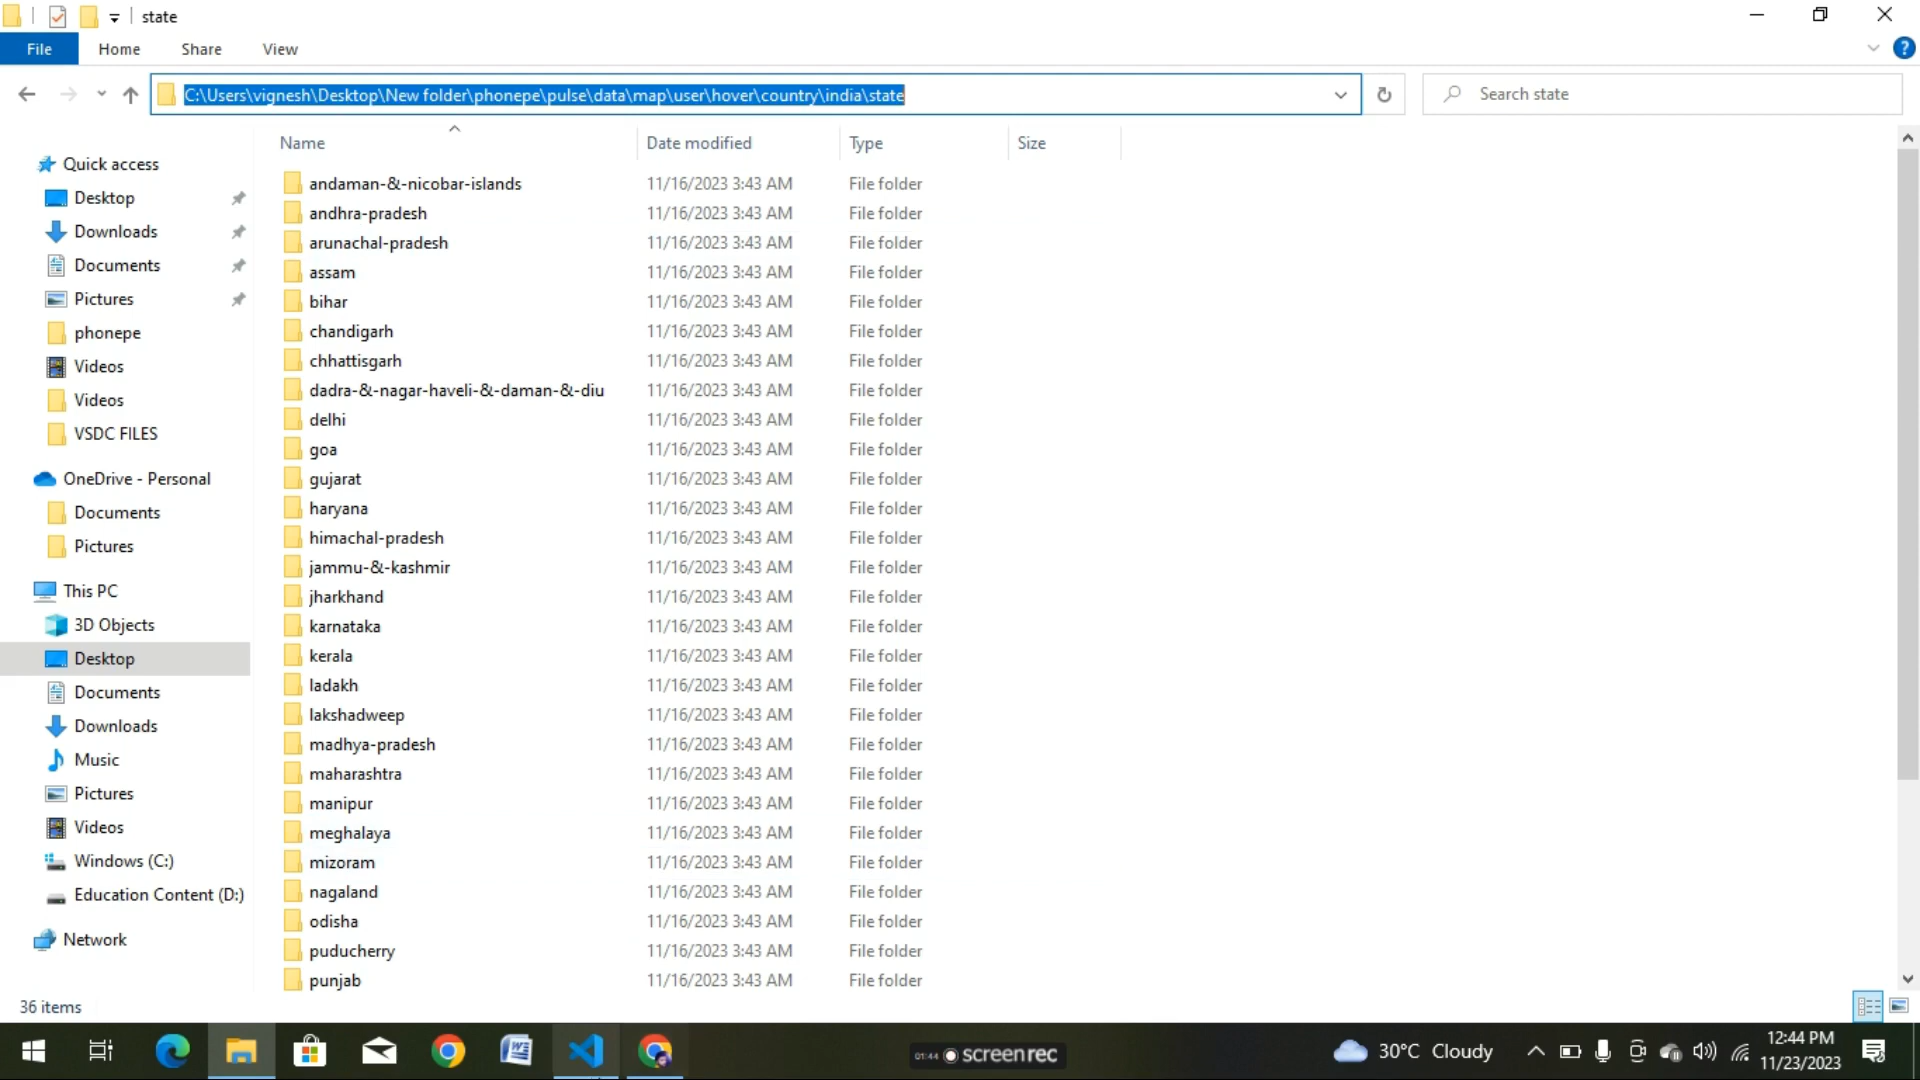 state
File Home Share View
C:\Users\vignesh\Desktop\New folder\phonepe\pulse\data\map\user\hover\country\india\state
Search state
Name Date modified Type Size
Quick access
Desktop
Downloads
Documents
Pictures
phonepe
Videos
Videos
VSDC FILES
OneDrive - Personal
Documents
Pictures
This PC
3D Objects
Desktop
Documents
Downloads
Music
Pictures
Videos
Windows (C:)
Education Content (D:)
Network
andaman-&-nicobar-islands 11/16/2023 3:43 AM File folder
andhra-pradesh 11/16/2023 3:43 AM File folder
arunachal-pradesh 11/16/2023 3:43 AM File folder
assam 11/16/2023 3:43 AM File folder
bihar 11/16/2023 3:43 AM File folder
chandigarh 11/16/2023 3:43 AM File folder
chhattisgarh 11/16/2023 3:43 AM File folder
dadra-&-nagar-haveli-&-daman-&-diu 11/16/2023 3:43 AM File folder
delhi 11/16/2023 3:43 AM File folder
goa 11/16/2023 3:43 AM File folder
gujarat 11/16/2023 3:43 AM File folder
haryana 11/16/2023 3:43 AM File folder
himachal-pradesh 11/16/2023 3:43 AM File folder
jammu-&-kashmir 11/16/2023 3:43 AM File folder
jharkhand 11/16/2023 3:43 AM File folder
karnataka 11/16/2023 3:43 AM File folder
kerala 11/16/2023 3:43 AM File folder
ladakh 11/16/2023 3:43 AM File folder
lakshadweep 11/16/2023 3:43 AM File folder
madhya-pradesh 11/16/2023 3:43 AM File folder
maharashtra 11/16/2023 3:43 AM File folder
manipur 11/16/2023 3:43 AM File folder
meghalaya 11/16/2023 3:43 AM File folder
mizoram 11/16/2023 3:43 AM File folder
nagaland 11/16/2023 3:43 AM File folder
odisha 11/16/2023 3:43 AM File folder
puducherry 11/16/2023 3:43 AM File folder
punjab 11/16/2023 3:43 AM File folder
36 items
01:44 screenrec
30°C Cloudy
12:44 PM
11/23/2023